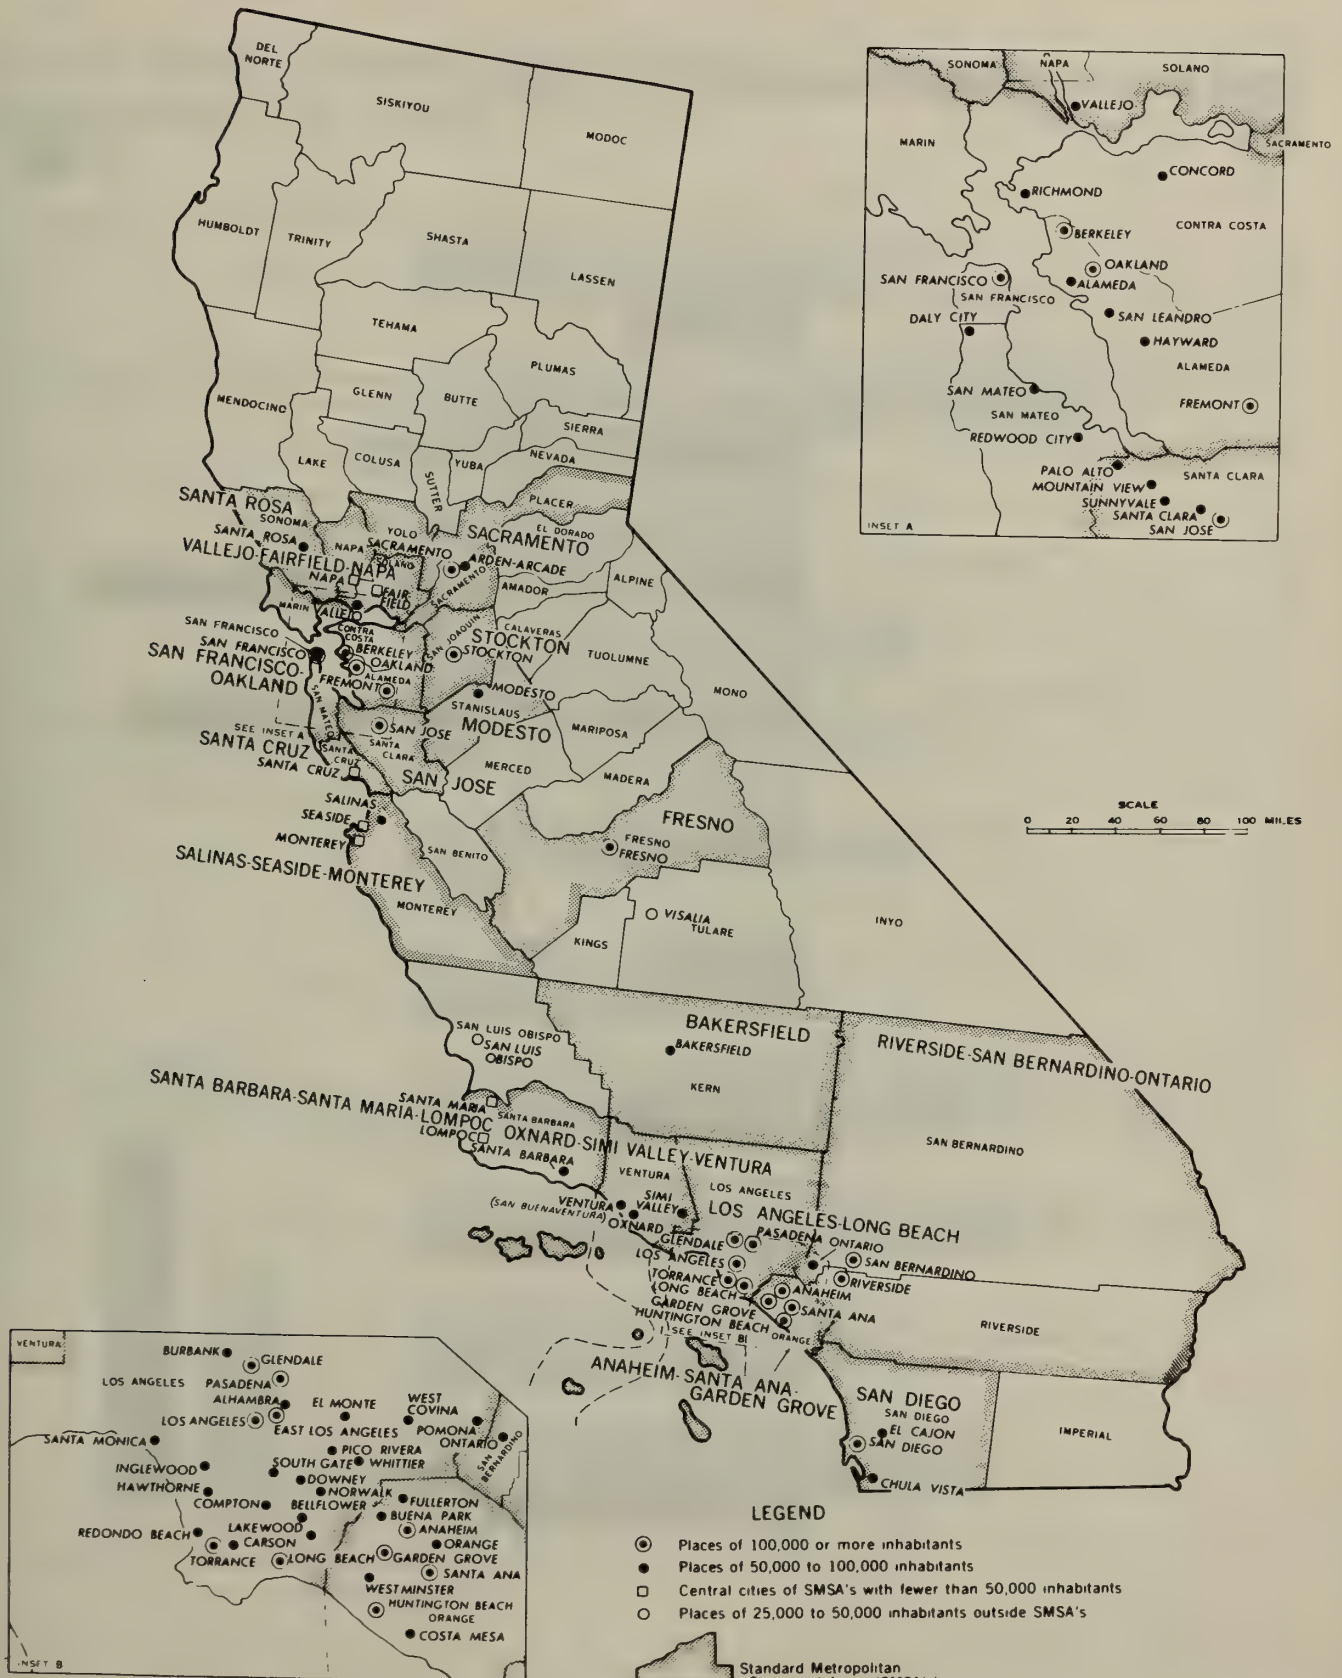 DEL
NORTE
SISKIYOU
MODOC
HUMBOLDT
TRINITY
SHASTA
LASSEN
TEHAMA
PLUMAS
MENDOCINO
GLENN
BUTTE
SIERRA
LAKE
COLUSA
SUTTER
YUBA
NEVADA
PLACER
SANTA ROSA
SONOMA
YOLO
EL DORADO
SACRAMENTO
SANTA ROSA
NAPA
SACRAMENTO
ARDEN-ARCADE
VALLEJO-FAIRFIELD-NAPA
SOLANO
NAPA
FAIR
FIELD
SACRAMENTO
AMADOR
ALPINE
MARIN
VALLEJO
SAN FRANCISCO
CONTRA
COSTA
SAN JOAQUIN
CALAVERAS
STOCKTON
SAN FRANCISCO
BERKELEY
STOCKTON
TUOLUMNE
SAN FRANCISCO-
OAKLAND
OAKLAND
ALAMEDA
FREMONT
SAN MATEO
MODESTO
STANISLAUS
MONO
SEE INSET A
SAN JOSE
MODESTO
MARIPOSA
SANTA CRUZ
SANTA
CRUZ
SANTA
CLARA
SANTA CRUZ
SAN JOSE
MERCED
MADERA
SALINAS
SEASIDE
MONTEREY
FRESNO
FRESNO
FRESNO
SAN BENITO
SALINAS-SEASIDE-MONTEREY
MONTEREY
KINGS
VISALIA
TULARE
INYO
SAN LUIS OBISPO
SAN LUIS
OBISPO
BAKERSFIELD
BAKERSFIELD
KERN
RIVERSIDE-SAN BERNARDINO-ONTARIO
SANTA BARBARA-SANTA MARIA-LOMPOC
SANTA MARIA
SANTA BARBARA
LOMPOC
OXNARD-SIMI VALLEY-VENTURA
SANTA BARBARA
SAN BERNARDINO
VENTURA
LOS ANGELES
VENTURA
(SAN BUENAVENTURA)
SIMI
VALLEY
OXNARD
LOS ANGELES-LONG BEACH
GLENDALE
PASADENA
ONTARIO
LOS ANGELES
SAN BERNARDINO
TORRANCE
RIVERSIDE
LONG BEACH
ANAHEIM
GARDEN GROVE
SANTA ANA
HUNTINGTON BEACH
SEE INSET B
ORANGE
RIVERSIDE
ANAHEIM-SANTA ANA-
GARDEN GROVE
SAN DIEGO
SAN DIEGO
EL CAJON
SAN DIEGO
IMPERIAL
CHULA VISTA
SONOMA
NAPA
SOLANO
VALLEJO
MARIN
SACRAMENTO
CONCORD
RICHMOND
CONTRA COSTA
BERKELEY
OAKLAND
SAN FRANCISCO
ALAMEDA
SAN FRANCISCO
DALY CITY
SAN LEANDRO
HAYWARD
ALAMEDA
SAN MATEO
FREMONT
SAN MATEO
REDWOOD CITY
PALO ALTO
SANTA CLARA
MOUNTAIN VIEW
SUNNYVALE
SANTA CLARA
SAN JOSE
INSET A
SCALE
0 20 40 60 80 100 MILES
VENTURA
BURBANK
GLENDALE
LOS ANGELES
PASADENA
ALHAMBRA
EL MONTE
WEST
COVINA
LOS ANGELES
EAST LOS ANGELES
POMONA
SANTA MONICA
ONTARIO
PICO RIVERA
SAN
BERNARDINO
INGLEWOOD
SOUTH GATE
WHITTIER
HAWTHORNE
DOWNEY
NORWALK
COMPTON
BELLFLOWER
FULLERTON
BUENA PARK
REDONDO BEACH
LAKEWOOD
ANAHEIM
CARSON
ORANGE
TORRANCE
LONG BEACH
GARDEN GROVE
SANTA ANA
WESTMINSTER
HUNTINGTON BEACH
ORANGE
COSTA MESA
INSET B
LEGEND
Places of 100,000 or more inhabitants
Places of 50,000 to 100,000 inhabitants
Central cities of SMSA's with fewer than 50,000 inhabitants
Places of 25,000 to 50,000 inhabitants outside SMSA's
Standard Metropolitan